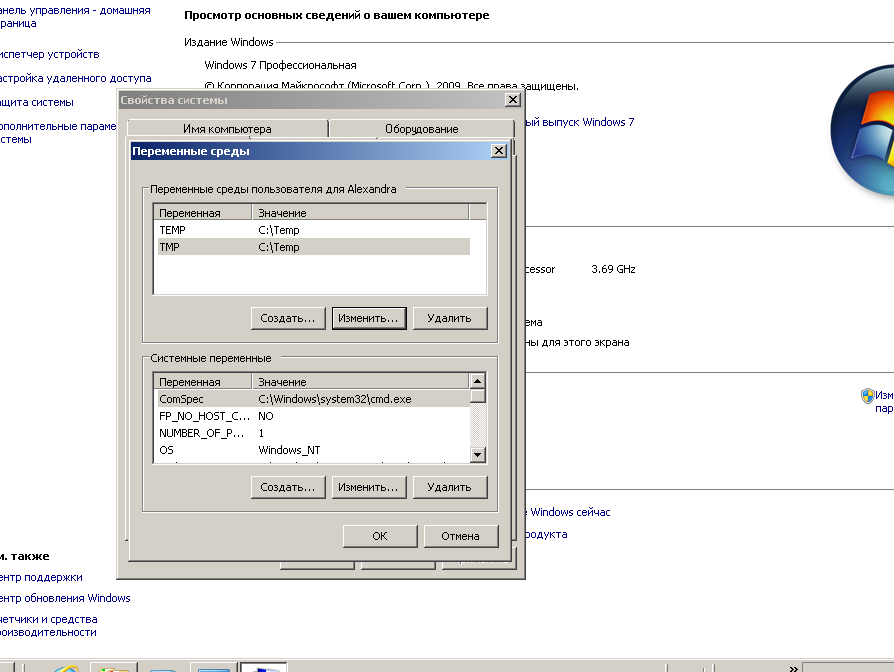 анель управления - домашняя
раница
испетчер устройств
астройка удаленного доступа
ащита системы
ополнительные параме
стемы
Просмотр основных сведений о вашем компьютере
Издание Windows
Windows 7 Профессиональная
© Корпорация Майкрософт (Microsoft Corp.), 2009. Все права защищены.
ый выпуск Windows 7
Свойства системы
Имя компьютера
Оборудование
Переменные среды
Переменные среды пользователя для Alexandra
Переменная Значение
TEMP C:\Temp
TMP C:\Temp
Создать... Изменить... Удалить
Системные переменные
Переменная Значение
ComSpec C:\Windows\system32\cmd.exe
FP_NO_HOST_C... NO
NUMBER_OF_P... 1
OS Windows_NT
Создать... Изменить... Удалить
OK Отмена
cessor 3.69 GHz
ема
ны для этого экрана
Изм
пар
Windows сейчас
родукта
и. также
ентр поддержки
ентр обновления Windows
четчики и средства
роизводительности